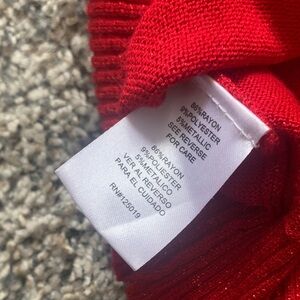 86%RAYON
9%POLYESTER
5%METALLIC
SEE REVERSE
FOR CARE
86%RAYON
9%POLIESTER
5%METALICO
VER AL REVERSO
PARA EL CUIDADO
RN#125019